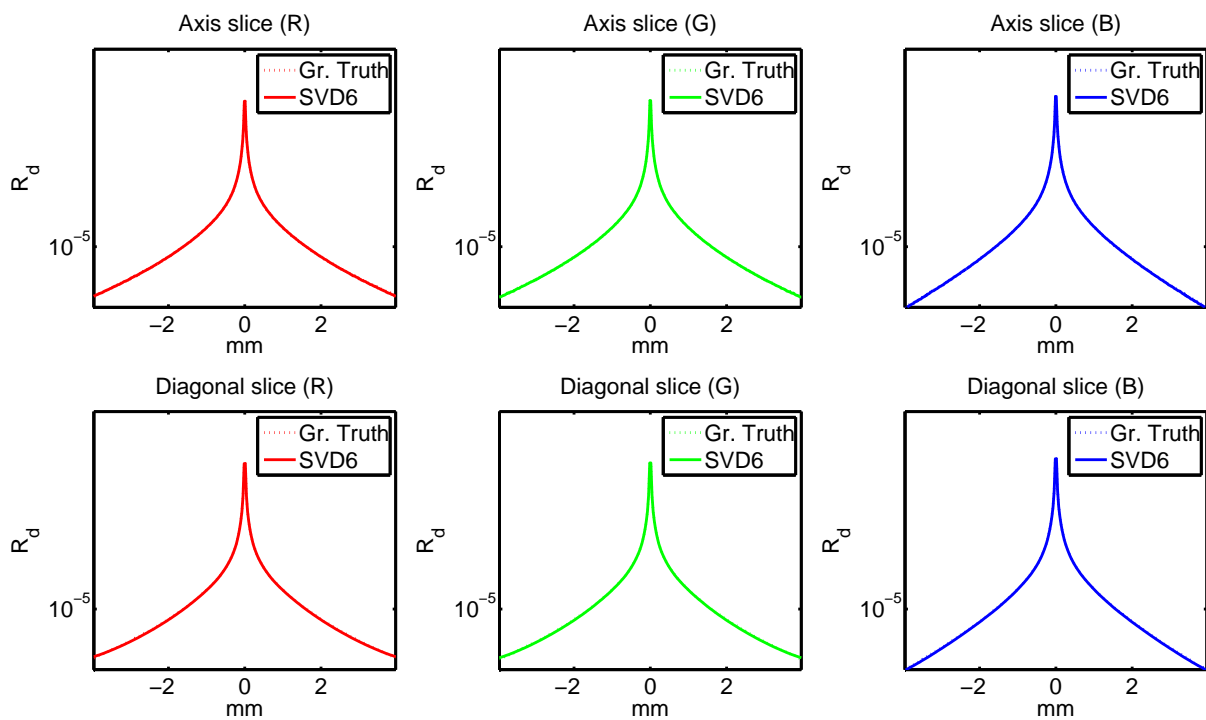 Axis slice (R)
Gr. Truth
SVD6
R_d
10^-5
−2
0
2
mm
Axis slice (G)
Gr. Truth
SVD6
R_d
10^-5
−2
0
2
mm
Axis slice (B)
Gr. Truth
SVD6
R_d
10^-5
−2
0
2
mm
Diagonal slice (R)
Gr. Truth
SVD6
R_d
10^-5
−2
0
2
mm
Diagonal slice (G)
Gr. Truth
SVD6
R_d
10^-5
−2
0
2
mm
Diagonal slice (B)
Gr. Truth
SVD6
R_d
10^-5
−2
0
2
mm